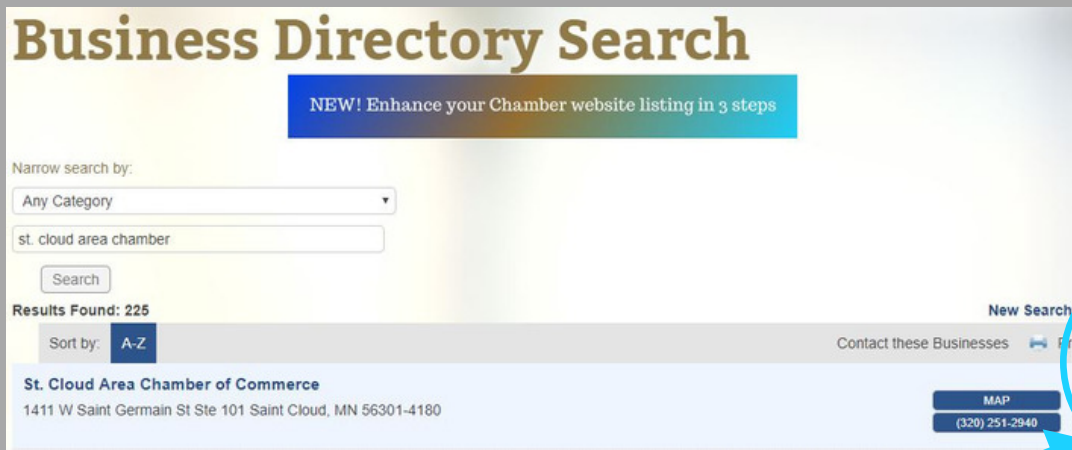 Business Directory Search
NEW! Enhance your Chamber website listing in 3 steps
Narrow search by:
Any Category
st. cloud area chamber
Search
Results Found: 225
New Search
Sort by: A-Z
Contact these Businesses
St. Cloud Area Chamber of Commerce
1411 W Saint Germain St Ste 101 Saint Cloud, MN 56301-4180
MAP
(320) 251-2940